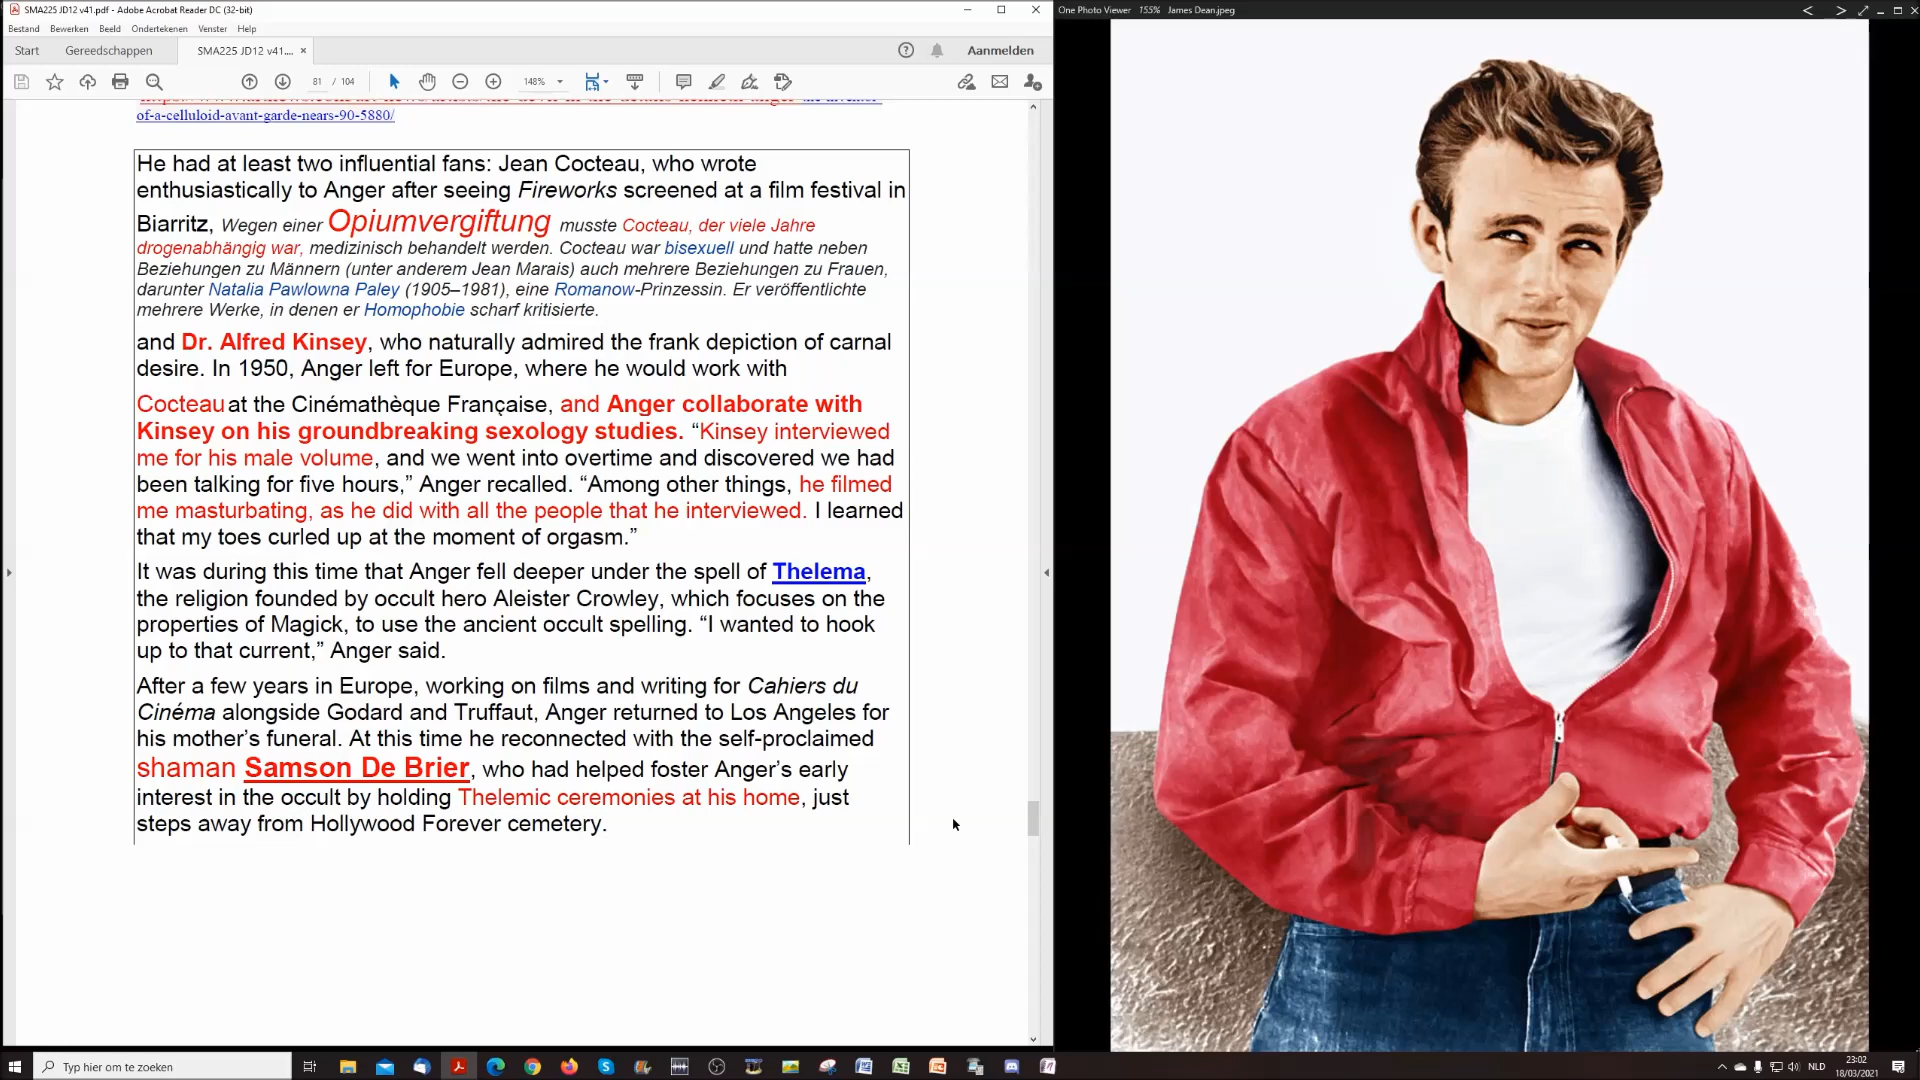 SMA225 JD12 v41.pdf - Adobe Acrobat Reader DC (32-bit)
Bestand Bewerken Beeld Ondertekenen Venster Help
Start Gereedschappen SMA225 JD12 v41.... × Aanmelden
81 / 104 148%
of-a-celluloid-avant-garde-nears-90-5880/
He had at least two influential fans: Jean Cocteau, who wrote
enthusiastically to Anger after seeing Fireworks screened at a film festival in
Biarritz, Wegen einer Opiumvergiftung musste Cocteau, der viele Jahre
drogenabhängig war, medizinisch behandelt werden. Cocteau war bisexuell und hatte neben
Beziehungen zu Männern (unter anderem Jean Marais) auch mehrere Beziehungen zu Frauen,
darunter Natalia Pawlowna Paley (1905–1981), eine Romanow-Prinzessin. Er veröffentlichte
mehrere Werke, in denen er Homophobie scharf kritisierte.
and Dr. Alfred Kinsey, who naturally admired the frank depiction of carnal
desire. In 1950, Anger left for Europe, where he would work with
Cocteau at the Cinémathèque Française, and Anger collaborate with
Kinsey on his groundbreaking sexology studies. “Kinsey interviewed
me for his male volume, and we went into overtime and discovered we had
been talking for five hours,” Anger recalled. “Among other things, he filmed
me masturbating, as he did with all the people that he interviewed. I learned
that my toes curled up at the moment of orgasm.”
It was during this time that Anger fell deeper under the spell of Thelema,
the religion founded by occult hero Aleister Crowley, which focuses on the
properties of Magick, to use the ancient occult spelling. “I wanted to hook
up to that current,” Anger said.
After a few years in Europe, working on films and writing for Cahiers du
Cinéma alongside Godard and Truffaut, Anger returned to Los Angeles for
his mother’s funeral. At this time he reconnected with the self-proclaimed
shaman Samson De Brier, who had helped foster Anger’s early
interest in the occult by holding Thelemic ceremonies at his home, just
steps away from Hollywood Forever cemetery.
One Photo Viewer 155% James Dean.jpeg
Typ hier om te zoeken
NLD
23:02
18/03/2021